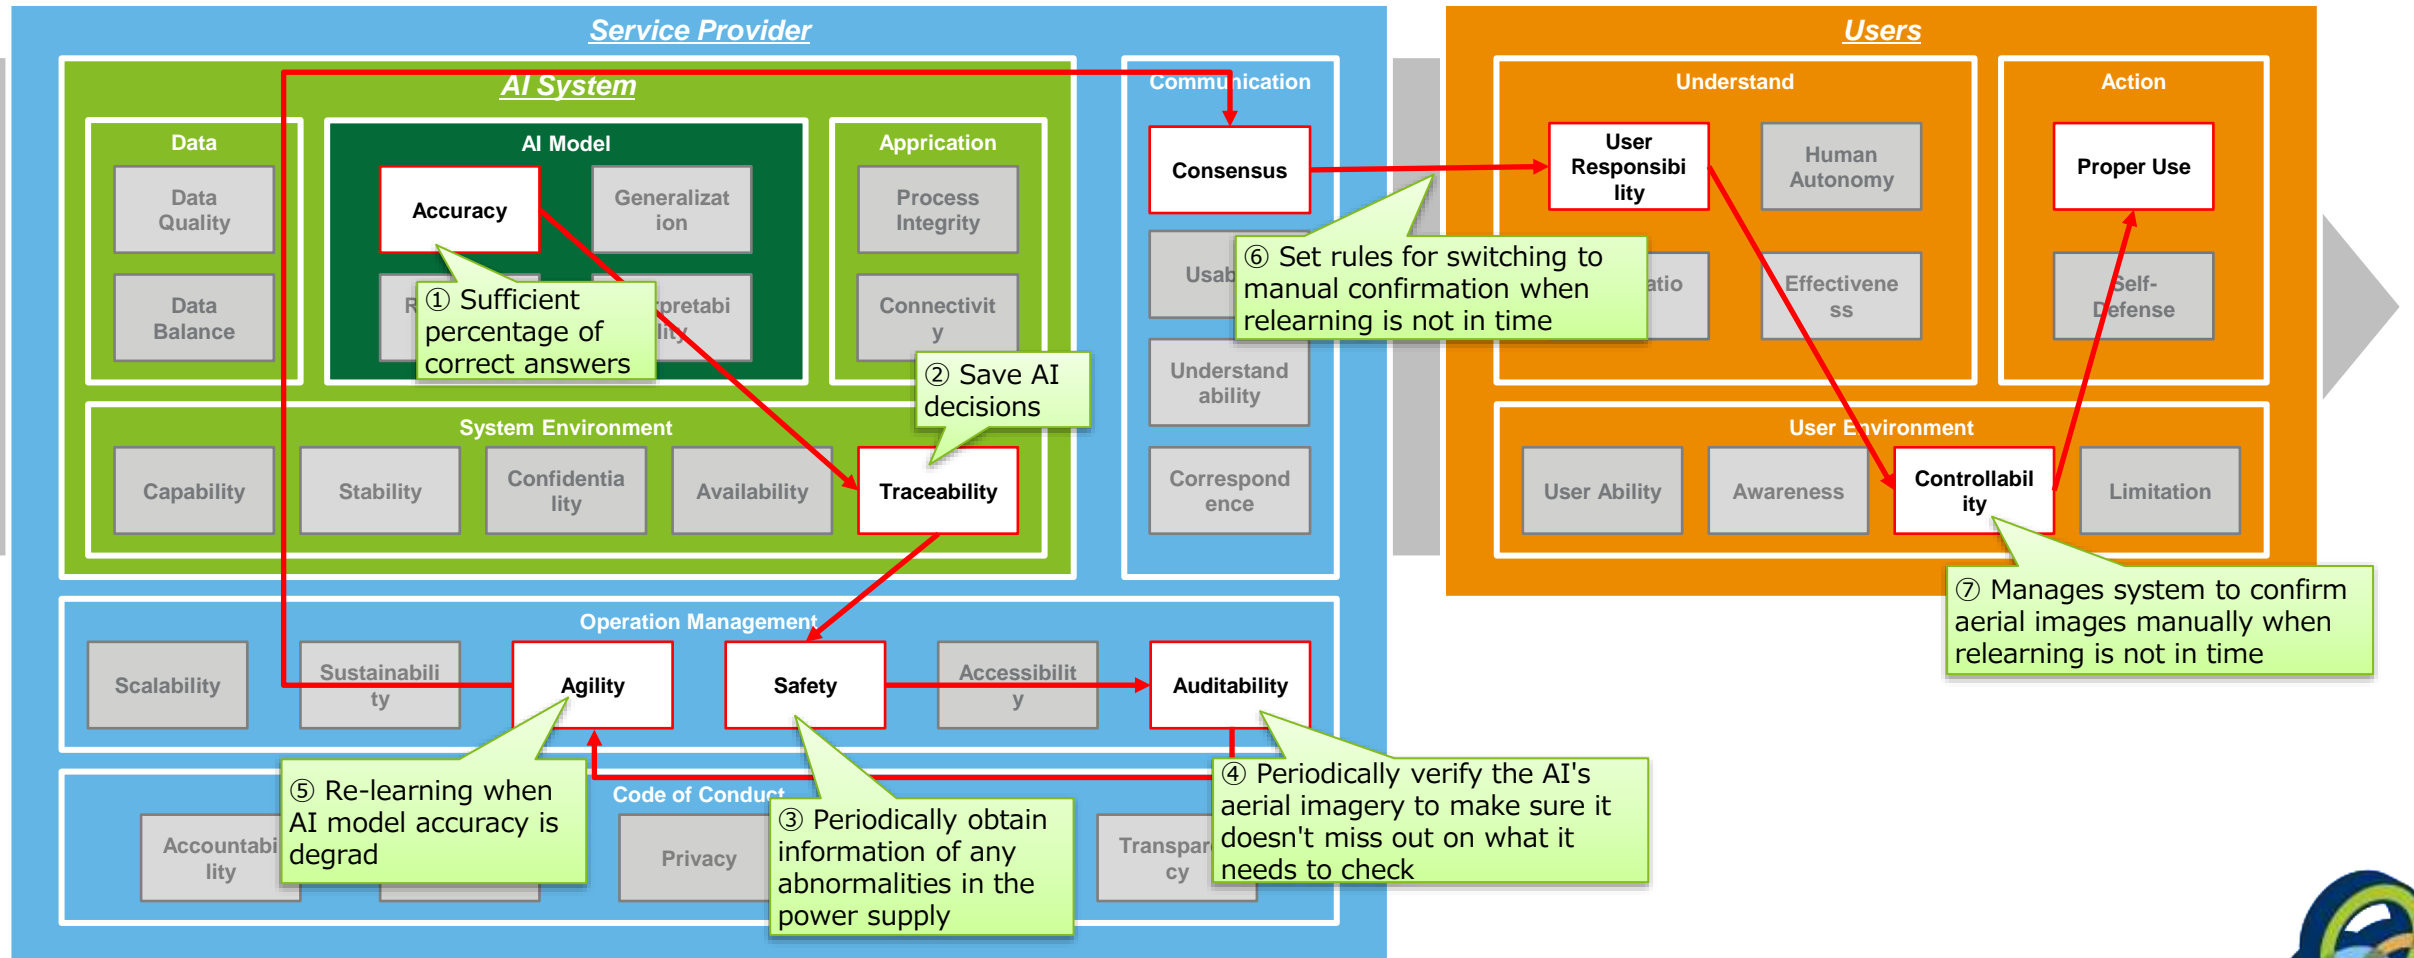 Service Provider
AI System
Data
Data
Quality
Data
Balance
AI Model
Accuracy
Generalizat
ion
lity
① Sufficient
percentage of
correct answers
Apprication
Process
Integrity
Connectivit
y
② Save AI
decisions
System Environment
Capability
Stability
Confidentia
lity
Availability
Traceability
Communication
Consensus
Understand
ability
Correspond
ence
Operation Management
Scalability
Sustainabili
ty
Agility
Safety
Accessibilit
y
Auditability
Code of Conduct
Accountabi
lity
Privacy
cy
⑤ Re-learning when
AI model accuracy is
degrad
③ Periodically obtain
information of any
abnormalities in the
power supply
④ Periodically verify the AI's
aerial imagery to make sure it
doesn't miss out on what it
needs to check
Users
Understand
User
Responsibi
lity
Human
Autonomy
Effectivene
ss
⑥ Set rules for switching to
manual confirmation when
relearning is not in time
Action
Proper Use
Self-
Defense
User Environment
User Ability
Awareness
Controllabil
ity
Limitation
⑦ Manages system to confirm
aerial images manually when
relearning is not in time